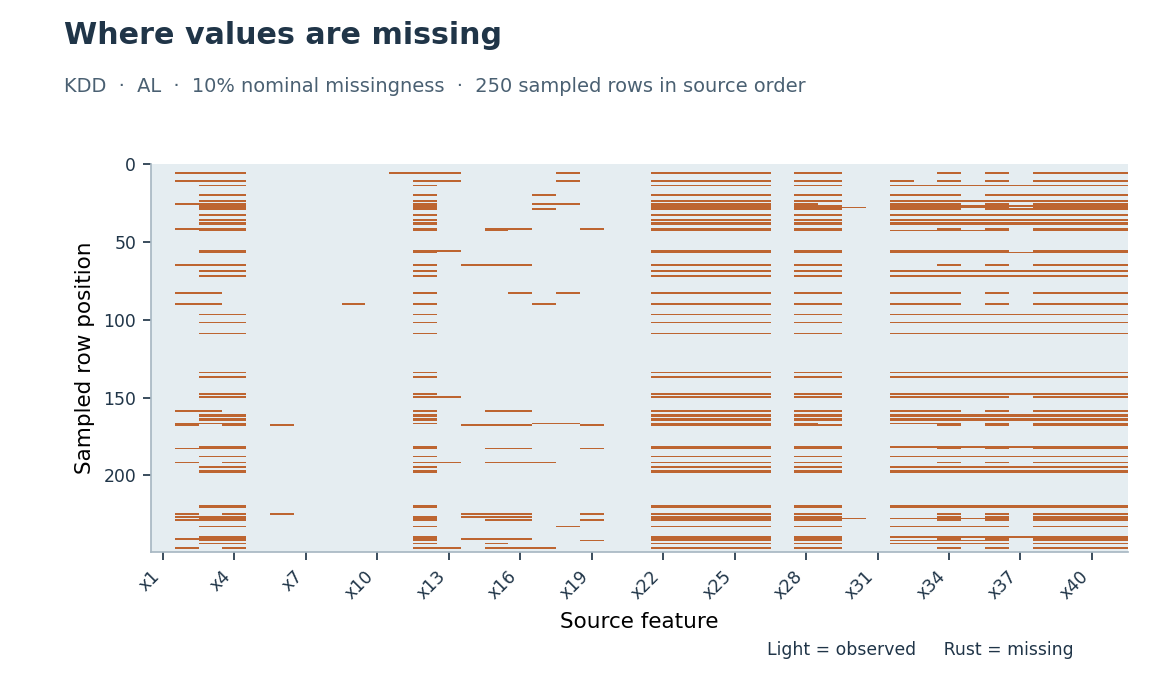 Where values are missing
KDD · AL · 10% nominal missingness · 250 sampled rows in source order
Sampled row position
0
50
100
150
200
x1 x4 x7 x10 x13 x16 x19 x22 x25 x28 x31 x34 x37 x40
Source feature
Light = observed Rust = missing